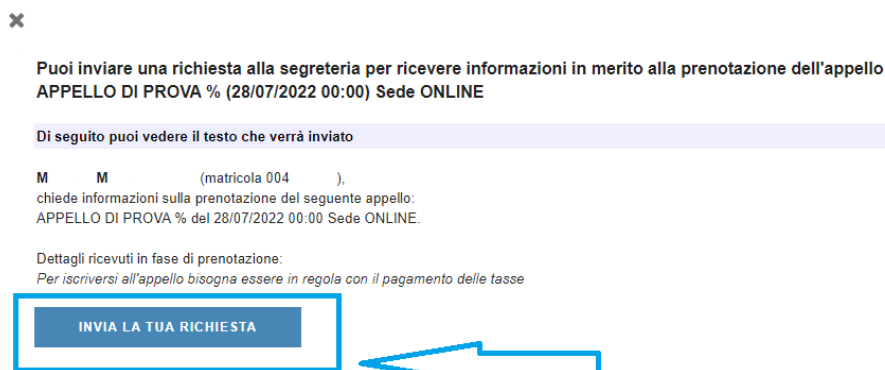 Puoi inviare una richiesta alla segreteria per ricevere informazioni in merito alla prenotazione dell'appello
APPELLO DI PROVA % (28/07/2022 00:00) Sede ONLINE
Di seguito puoi vedere il testo che verrà inviato
M M (matricola 004 ),
chiede informazioni sulla prenotazione del seguente appello:
APPELLO DI PROVA % del 28/07/2022 00:00 Sede ONLINE.
Dettagli ricevuti in fase di prenotazione:
Per iscriversi all'appello bisogna essere in regola con il pagamento delle tasse
INVIA LA TUA RICHIESTA